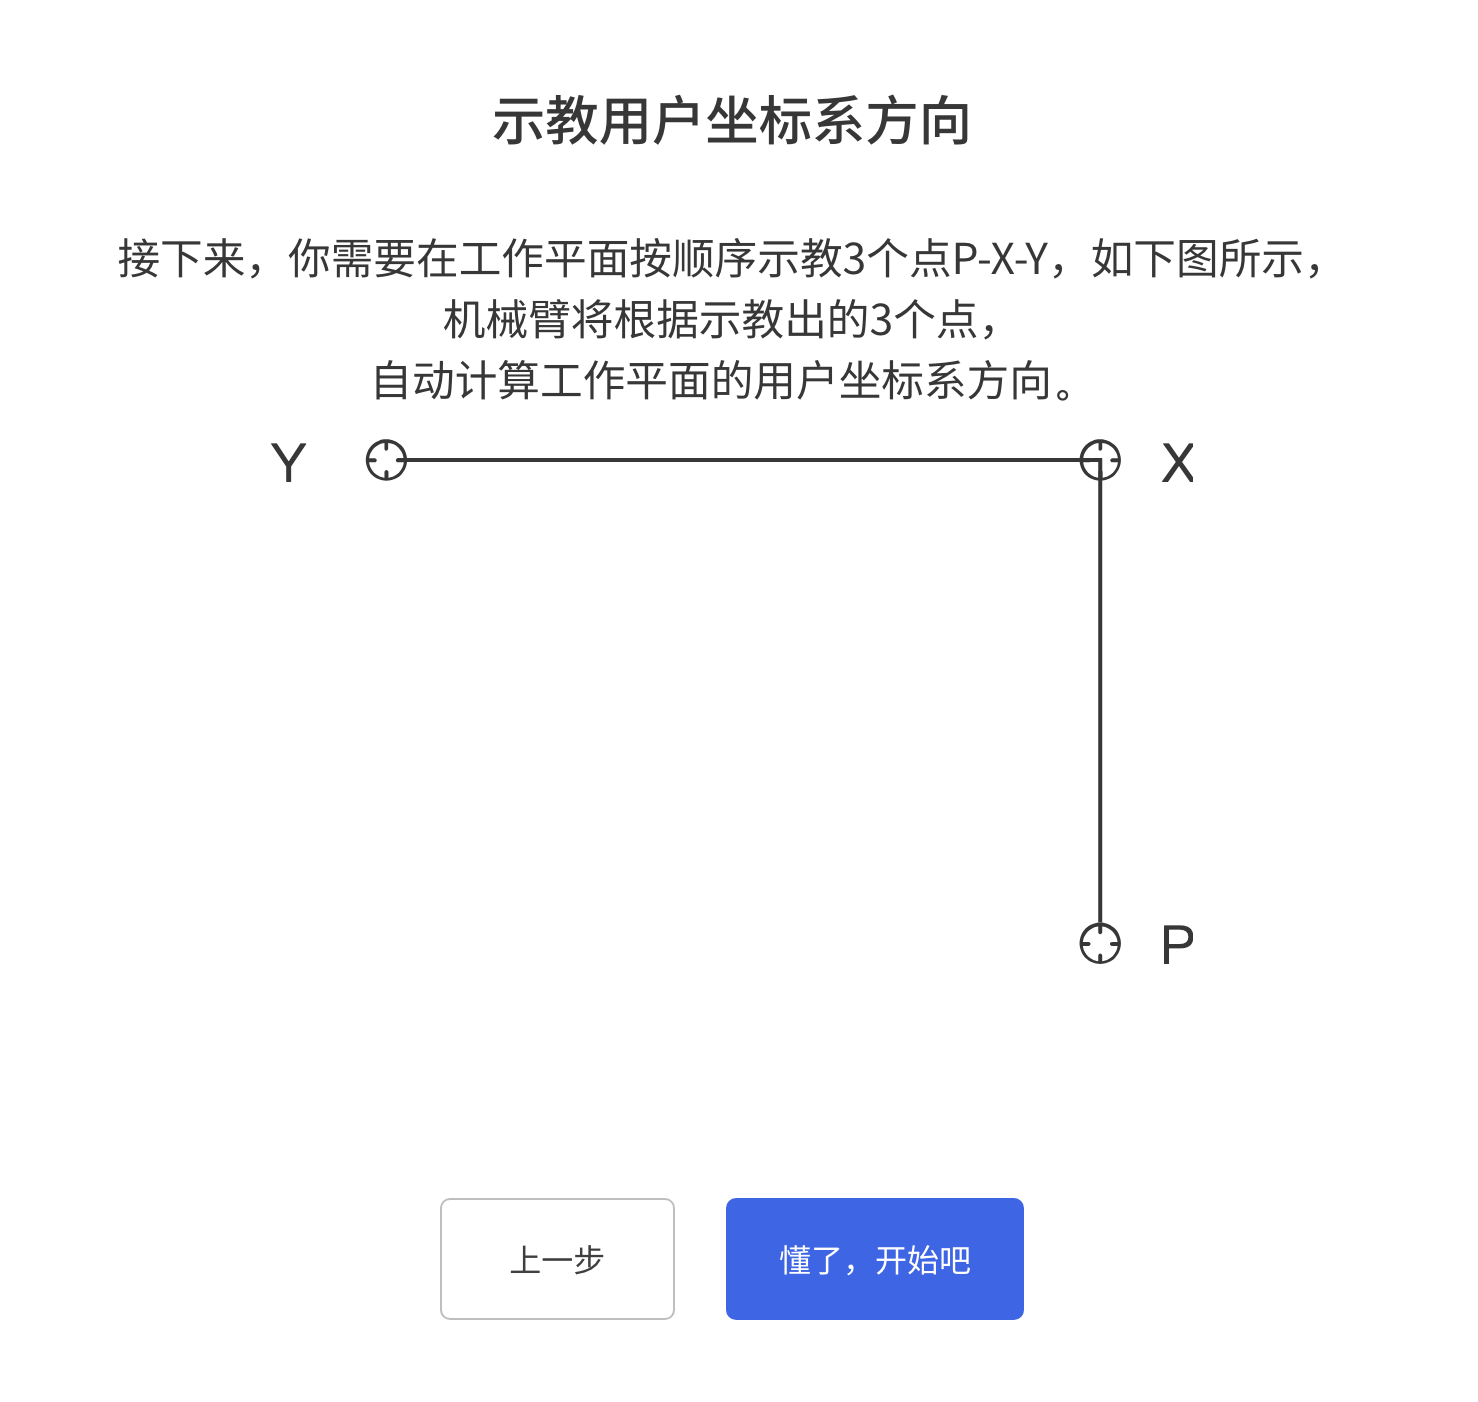 示教用户坐标系方向
接下来，你需要在工作平面按顺序示教3个点P-X-Y，如下图所示，
机械臂将根据示教出的3个点，
自动计算工作平面的用户坐标系方向。
Y
X
P
上一步
懂了，开始吧